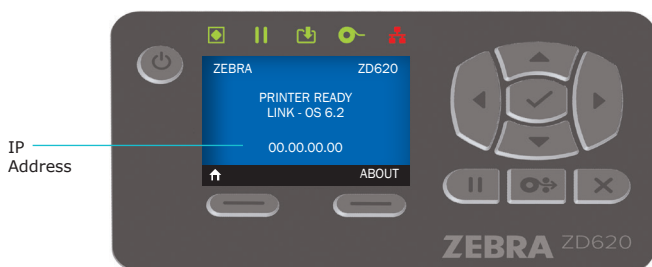 ZEBRA ZD620
PRINTER READY
LINK - OS 6.2
IP
Address
00.00.00.00
ABOUT
ZEBRA ZD620